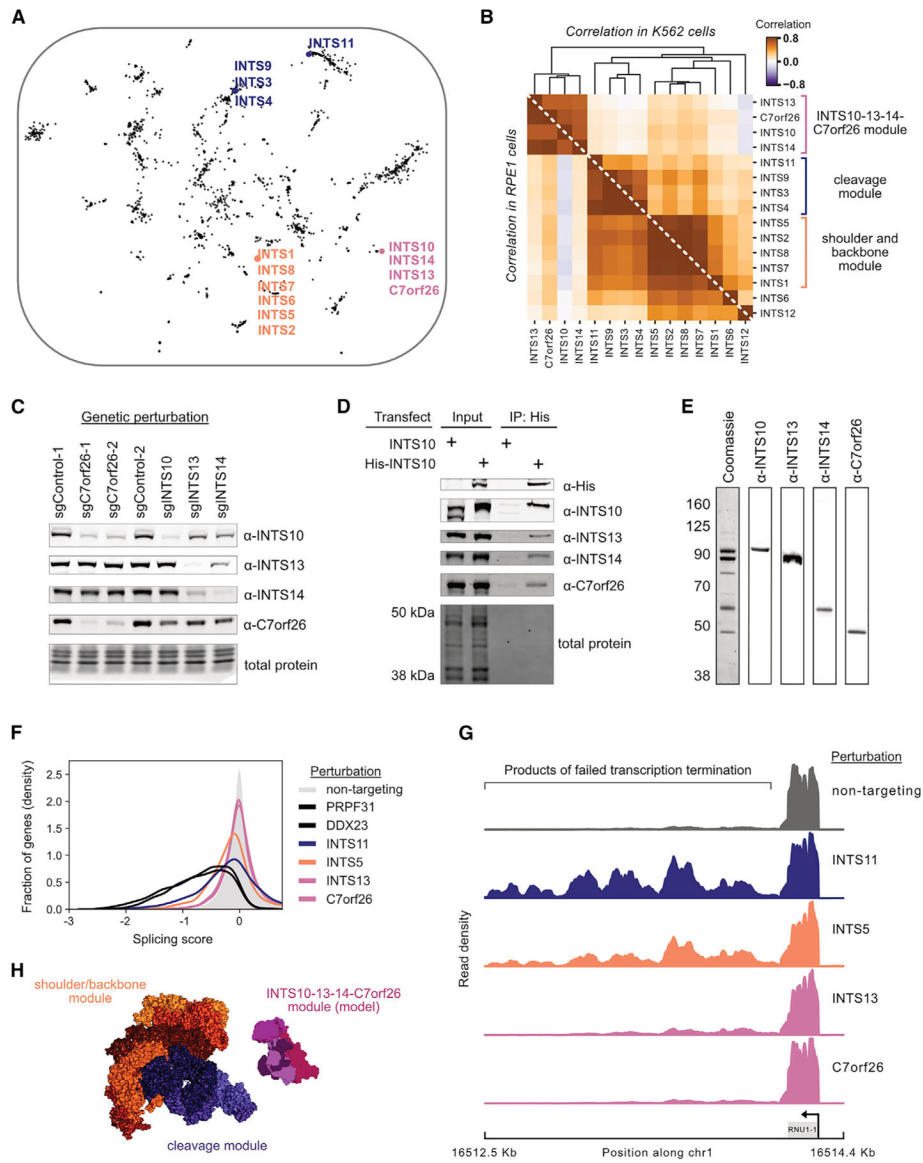 A
INTS11
INTS9
INTS3
INTS4
INTS1
INTS8
INTS7
INTS6
INTS5
INTS2
INTS10
INTS14
INTS13
C7orf26
B
Correlation in K562 cells
Correlation
0.8
−0.8
Correlation in RPE1 cells
INTS13
C7orf26
INTS10
INTS14
INTS11
INTS9
INTS3
INTS4
INTS5
INTS2
INTS8
INTS7
INTS1
INTS6
INTS12
INTS10-13-14-
C7orf26 module
cleavage
module
shoulder and
backbone
module
INTS13
C7orf26
INTS10
INTS14
INTS11
INTS9
INTS3
INTS4
INTS5
INTS2
INTS8
INTS7
INTS1
INTS6
INTS12
C
Genetic perturbation
sgControl-1
sgC7orf26-1
sgC7orf26-2
sgControl-2
sgINTS10
sgINTS13
sgINTS14
α-INTS10
α-INTS13
α-INTS14
α-C7orf26
total protein
D
Transfect Input IP: His
INTS10 + +
His-INTS10 + +
α-His
α-INTS10
α-INTS13
α-INTS14
α-C7orf26
50 kDa
total protein
38 kDa
E
Coomassie
α-INTS10
α-INTS13
α-INTS14
α-C7orf26
160
125
90
70
50
38
F
Fraction of genes (density)
2.5
2.0
1.5
1.0
0.5
0.0
-3 -2 -1 0
Splicing score
Perturbation
non-targeting
PRPF31
DDX23
INTS11
INTS5
INTS13
C7orf26
G
Products of failed transcription termination
Perturbation
non-targeting
INTS11
INTS5
INTS13
C7orf26
Read density
RNU1-1
16512.5 Kb Position along chr1 16514.4 Kb
H
shoulder/backbone
module
INTS10-13-14-C7orf26
module (model)
cleavage module